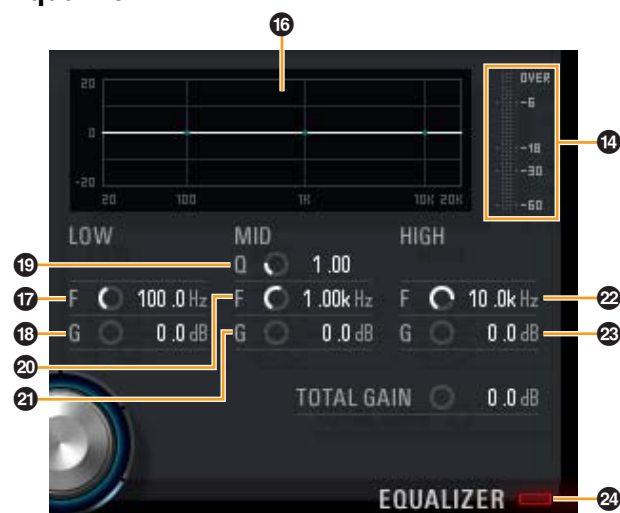 ⑯
20
0
-20
20 100 1K 10K 20K
OVER
-6
-18
-30
-60
⑭
LOW MID HIGH
⑲ Q 1.00
⑰ F 100.0 Hz F 1.00k Hz F 10.0k Hz ㉒
⑱ G 0.0 dB G 0.0 dB G 0.0 dB ㉓
⑳
㉑
TOTAL GAIN 0.0 dB
EQUALIZER ㉔